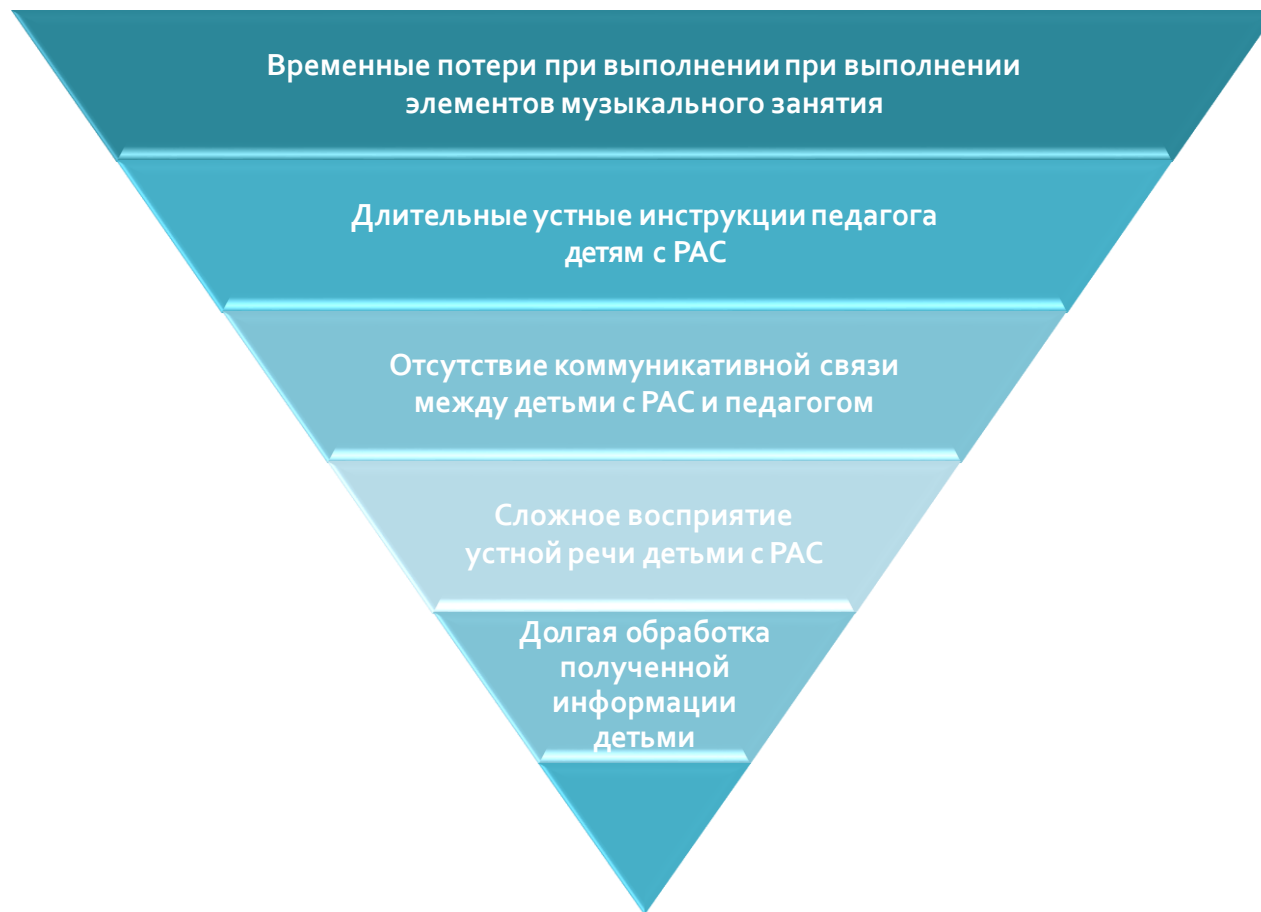 Временные потери при выполнении при выполнении
элементов музыкального занятия
Длительные устные инструкции педагога
детям с РАС
Отсутствие коммуникативной связи
между детьми с РАС и педагогом
Сложное восприятие
устной речи детьми с РАС
Долгая обработка
полученной
информации
детьми